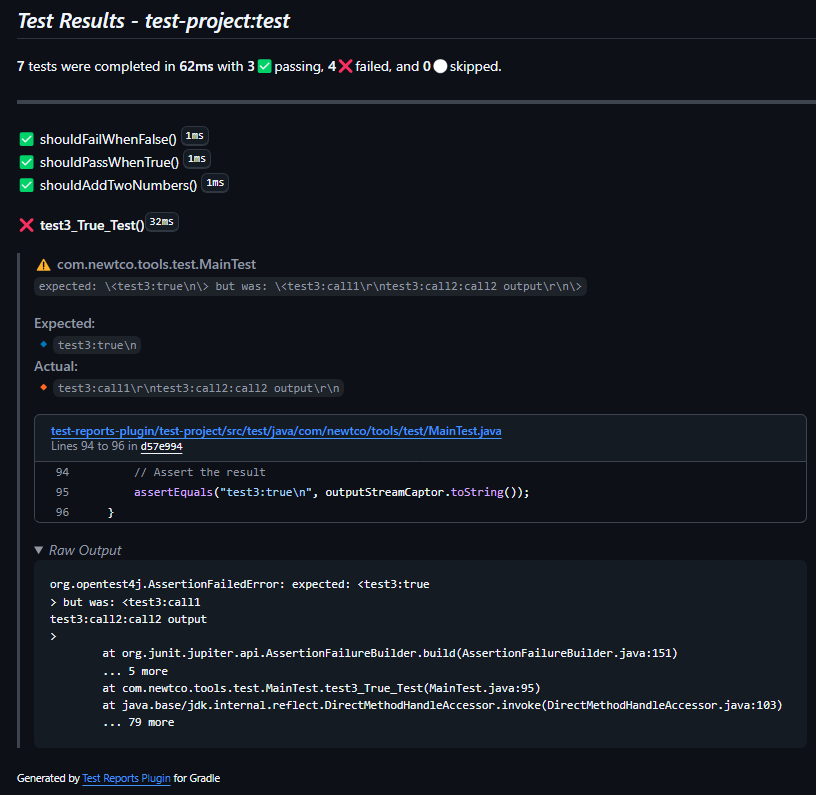 Test Results - test-project:test
7 tests were completed in 62ms with 3 ✅ passing, 4 ❌ failed, and 0 ⚪ skipped.
✅ shouldFailWhenFalse() 1ms
✅ shouldPassWhenTrue() 1ms
✅ shouldAddTwoNumbers() 1ms
❌ test3_True_Test() 32ms
⚠️ com.newtco.tools.test.MainTest
expected: \<test3:true\n\> but was: \<test3:call1\r\ntest3:call2:call2 output\r\n\>
Expected:
🔹 test3:true\n
Actual:
🔸 test3:call1\r\ntest3:call2:call2 output\r\n
test-reports-plugin/test-project/src/test/java/com/newtco/tools/test/MainTest.java
Lines 94 to 96 in d57e994
94 // Assert the result
95 assertEquals("test3:true\n", outputStreamCaptor.toString());
96 }
▼ Raw Output
org.opentest4j.AssertionFailedError: expected: <test3:true
> but was: <test3:call1
test3:call2:call2 output
>
at org.junit.jupiter.api.AssertionFailureBuilder.build(AssertionFailureBuilder.java:151)
... 5 more
at com.newtco.tools.test.MainTest.test3_True_Test(MainTest.java:95)
at java.base/jdk.internal.reflect.DirectMethodHandleAccessor.invoke(DirectMethodHandleAccessor.java:103)
... 79 more
Generated by Test Reports Plugin for Gradle